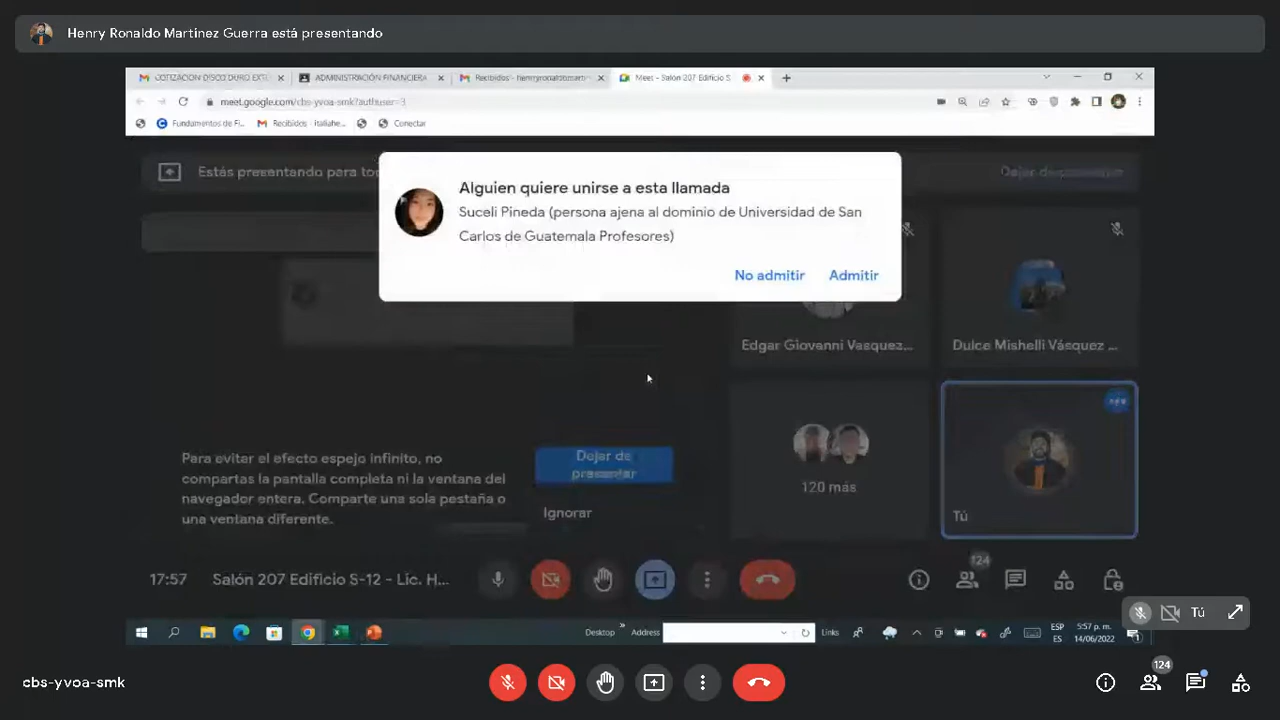 Henry Ronaldo Martinez Guerra está presentando
COTIZACION DISCO DURO EXT
ADMINISTRACIÓN FINANCIERA
Recibidos -
Meet - Salón 207 Edificio S
meet.google.com/cbs-yvoa-smk?authuser=3
Fundamentos de Fi...
Recibidos - italiahe...
Conectar
Estás presentando para
Dejar de presentar
Alguien quiere unirse a esta llamada
Suceli Pineda (persona ajena al dominio de Universidad de San
Carlos de Guatemala Profesores)
No admitir
Admitir
Edgar Giovanni Vasquez...
Dulce Mishelli Vásquez ...
Para evitar el efecto espejo infinito, no
compartas la pantalla completa ni la ventana del
navegador entera. Comparte una sola pestaña o
una ventana diferente.
Dejar de
presentar
Ignorar
120 más
Tú
17:57
Salón 207 Edificio S-12 - Lic. H...
124
Tú
Desktop
Address
Links
ESP
ES
5:57 p. m.
14/06/2022
cbs-yvoa-smk
124